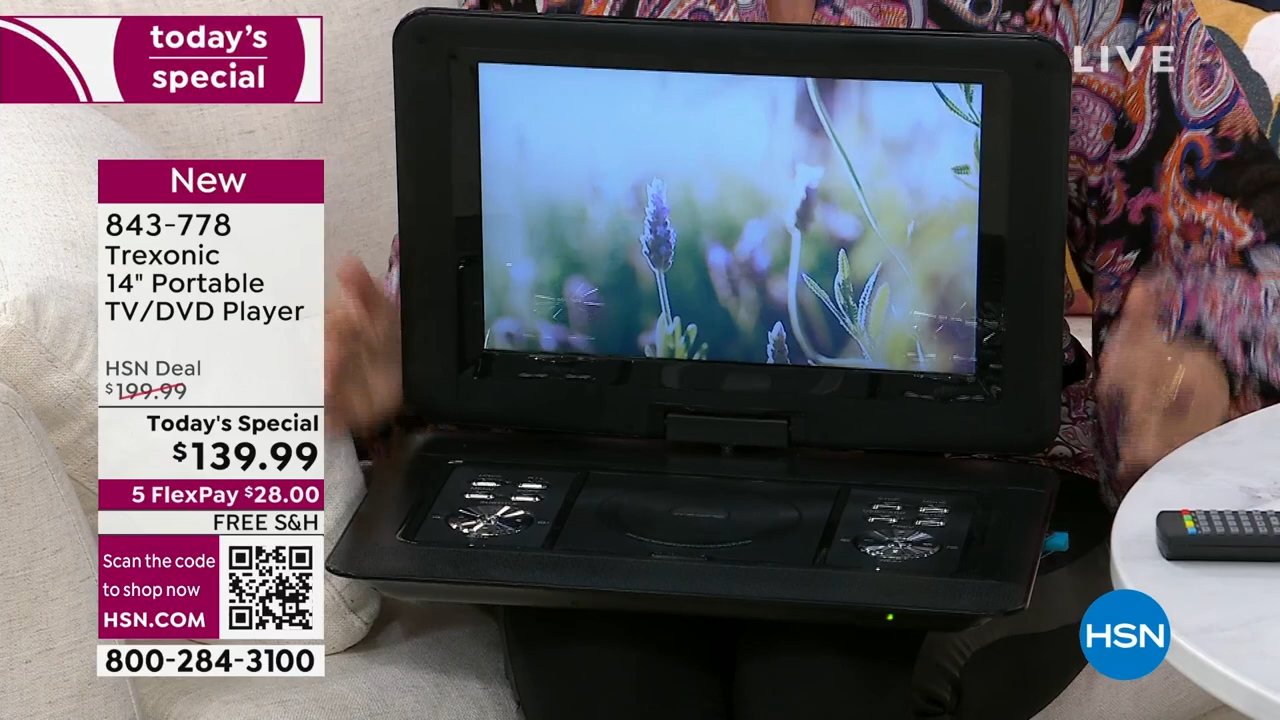 today's
special
LIVE
New
843-778
Trexonic
14" Portable
TV/DVD Player
HSN Deal
$199.99
Today's Special
$139.99
5 FlexPay $28.00
FREE S&H
Scan the code
to shop now
HSN.COM
800-284-3100
HSN